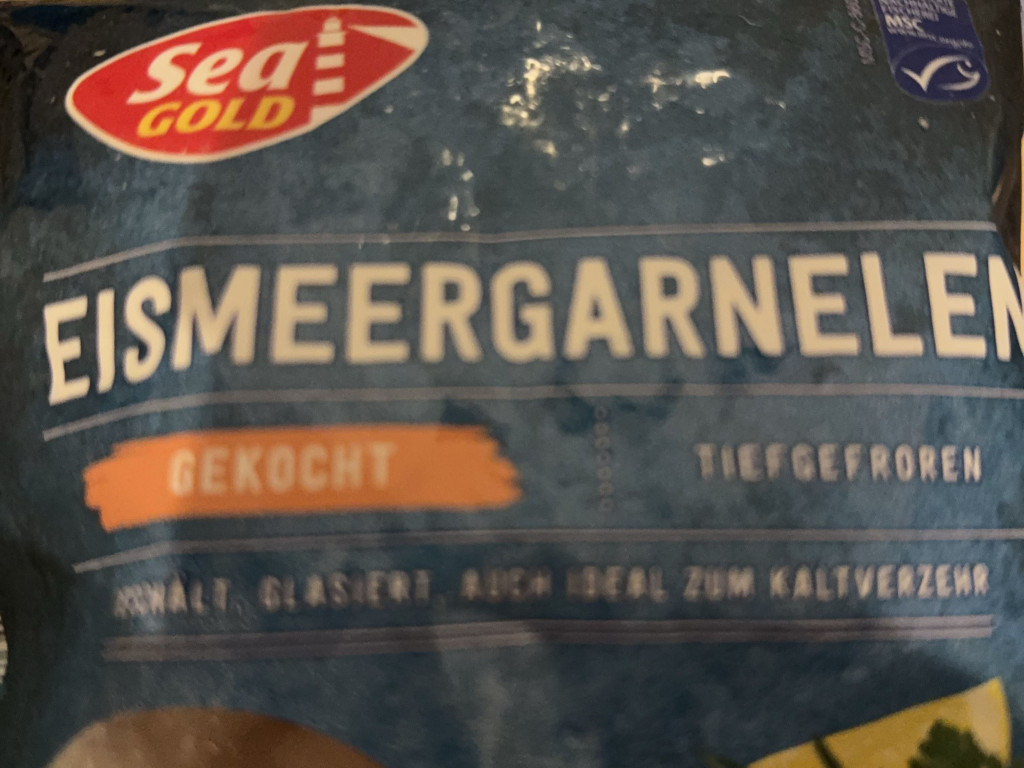 Sea
GOLD
MSC
EISMEERGARNELEN
GEKOCHT
TIEFGEFROREN
GLASIERT, AUCH IDEAL ZUM KALTVERZEHR